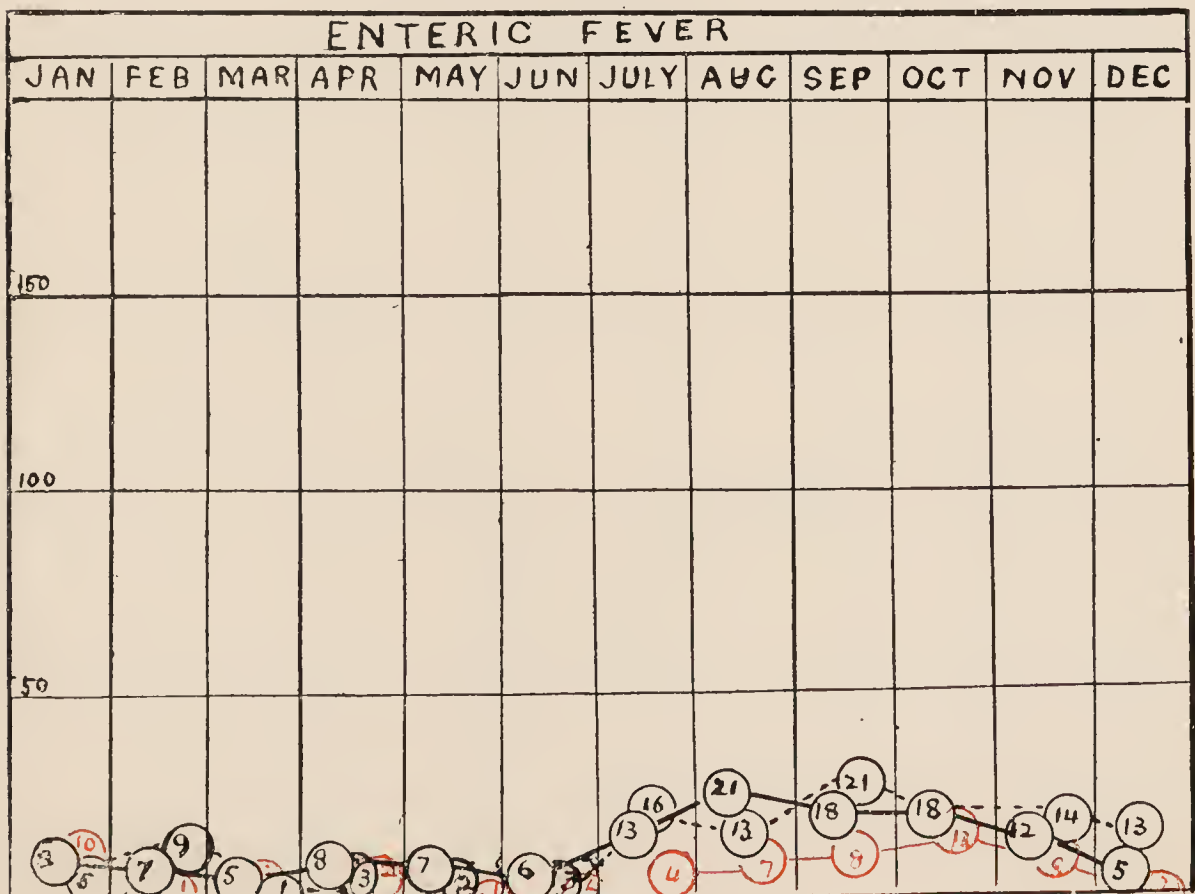 ENTERIC FEVER
JAN FEB MAR APR MAY JUN JULY AUG SEP OCT NOV DEC
150
100
50
21 21
16 18 18 14
13 13 12 13
9
10 8 7 8
7 5 7 6 4 5
5 3